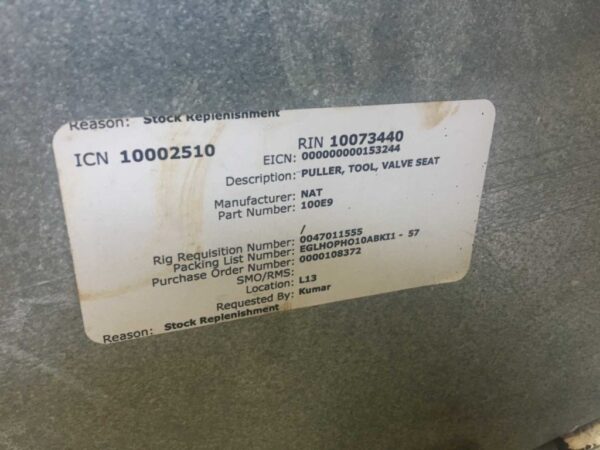 Reason: Stock Replenishment
ICN 10002510 RIN 10073440
EICN: 000000000153244
Description: PULLER, TOOL, VALVE SEAT
Manufacturer: NAT
Part Number: 100E9
/
Rig Requisition Number: 0047011555
Packing List Number: EGLHOPHO10ABKI1 - 57
Purchase Order Number: 0000108372
SMO/RMS:
Location: L13
Requested By: Kumar
Reason: Stock Replenishment